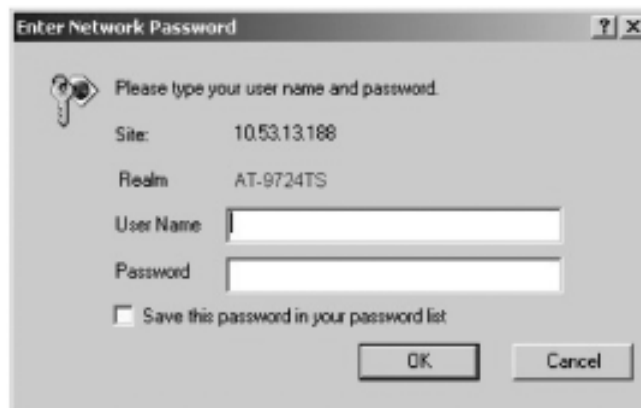 Enter Network Password
? X
Please type your user name and password.
Site: 10.53.13.188
Realm AT-9724TS
User Name
Password
Save this password in your password list
OK Cancel